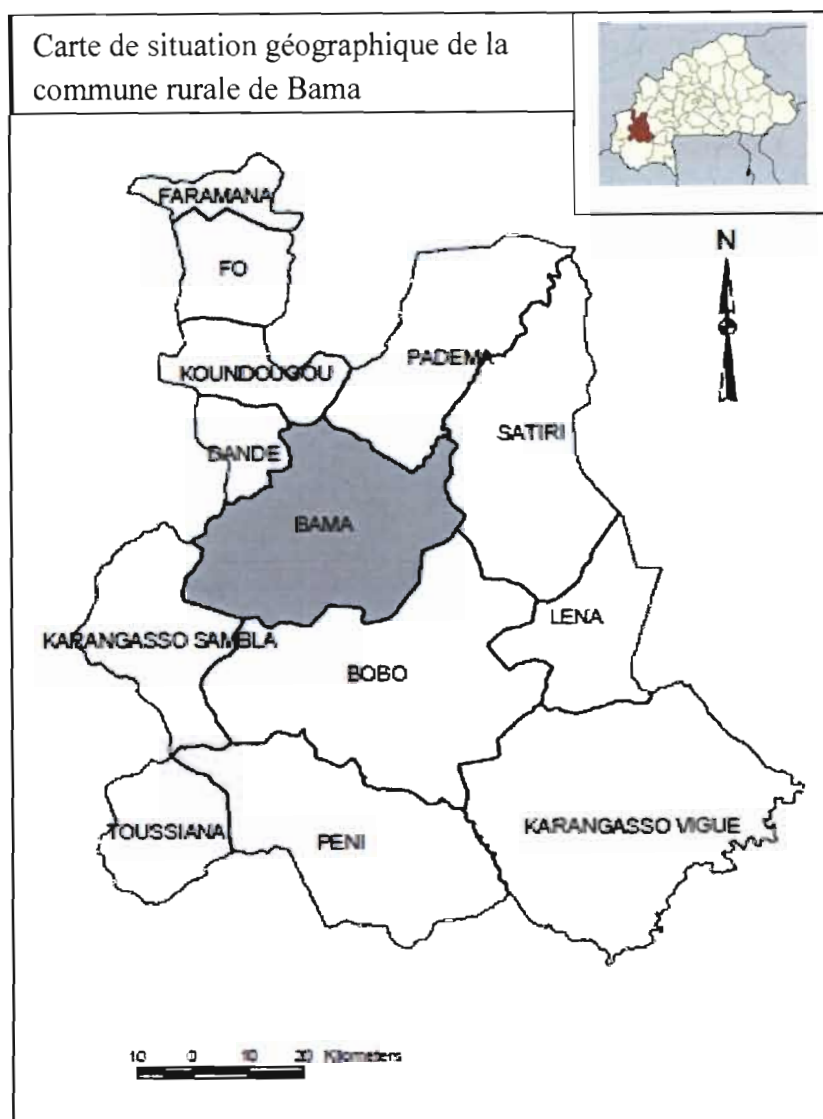 Carte de situation géographique de la
commune rurale de Bama
N
FARAMANA
FO
PADEMA
KOUNDOUGOU
SATIRI
DANDE
BAMA
LENA
KARANGASSO SAMBLA
BOBO
TOUSSIANA
PENI
KARANGASSO VIGUE
10 0 10 20 Kilometers